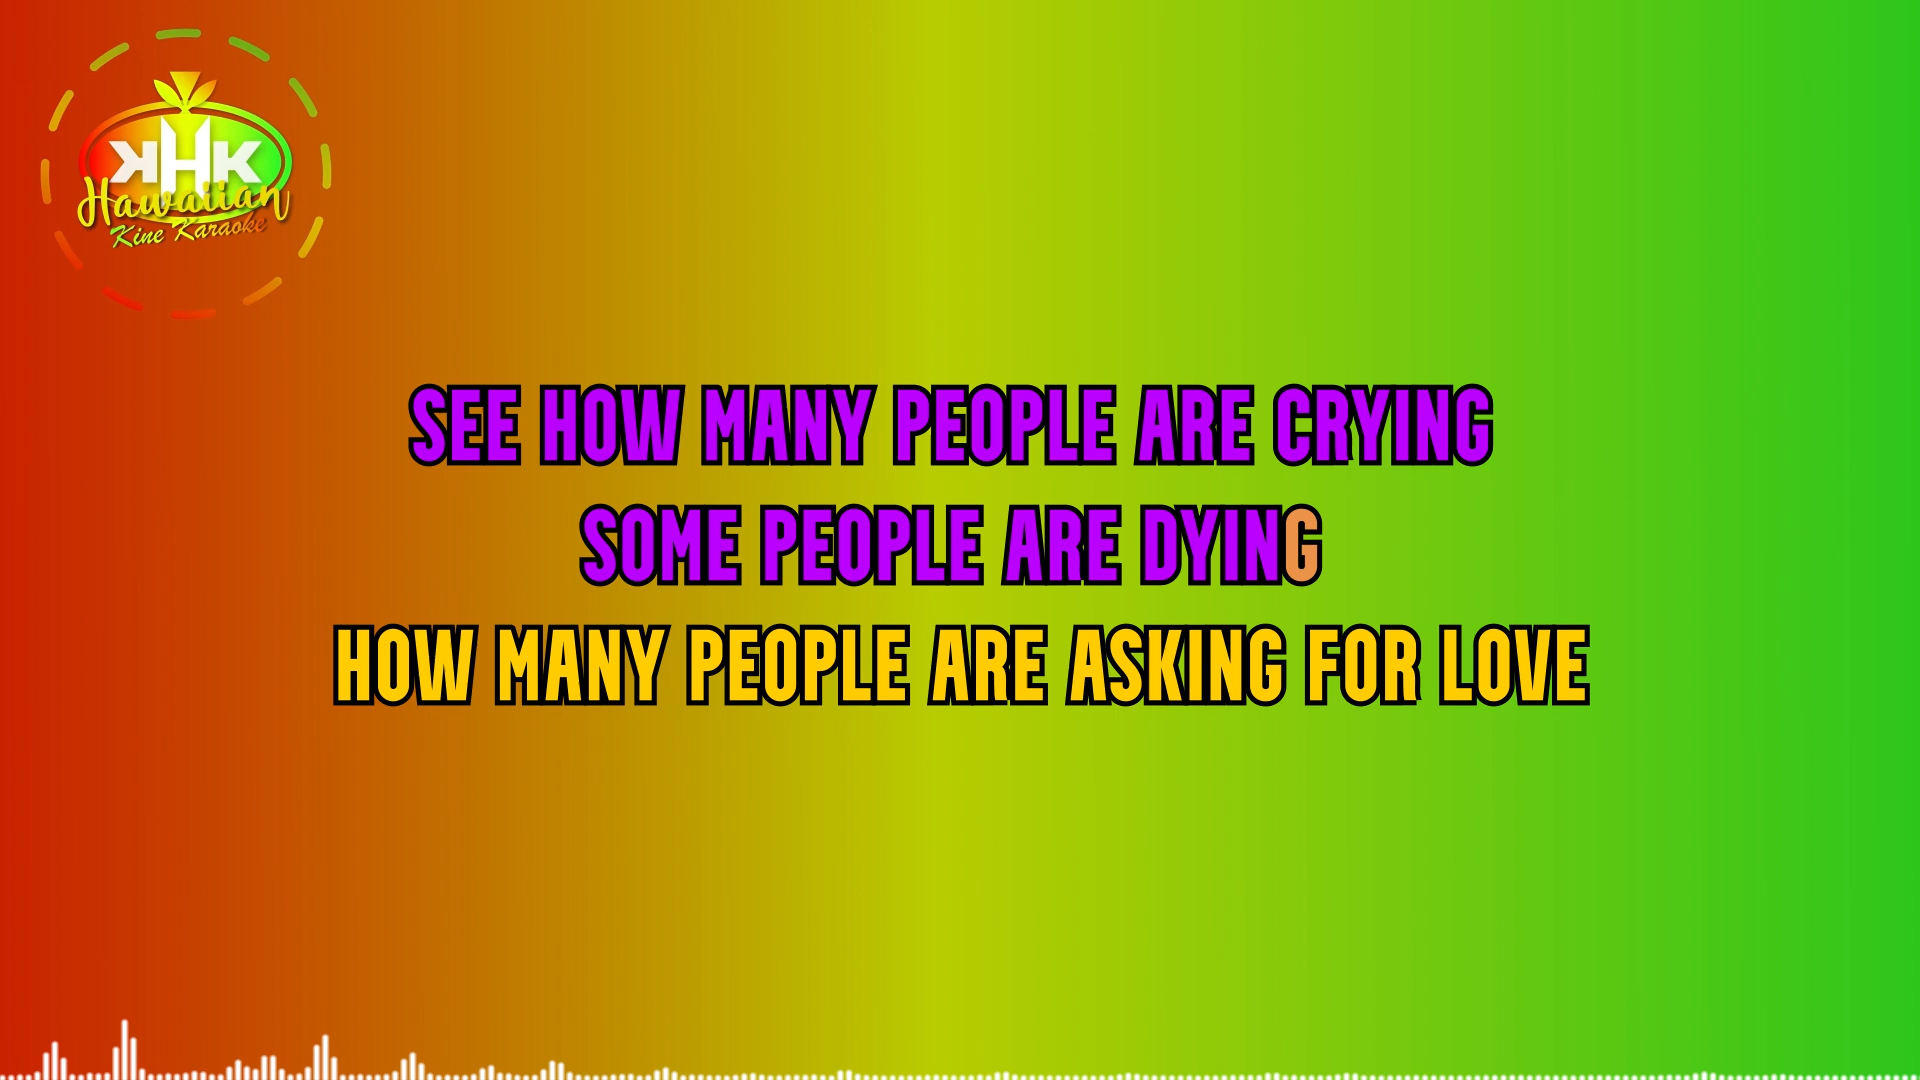 KHK
Hawaiian
Kine Karaoke
SEE HOW MANY PEOPLE ARE CRYING
SOME PEOPLE ARE DYING
HOW MANY PEOPLE ARE ASKING FOR LOVE